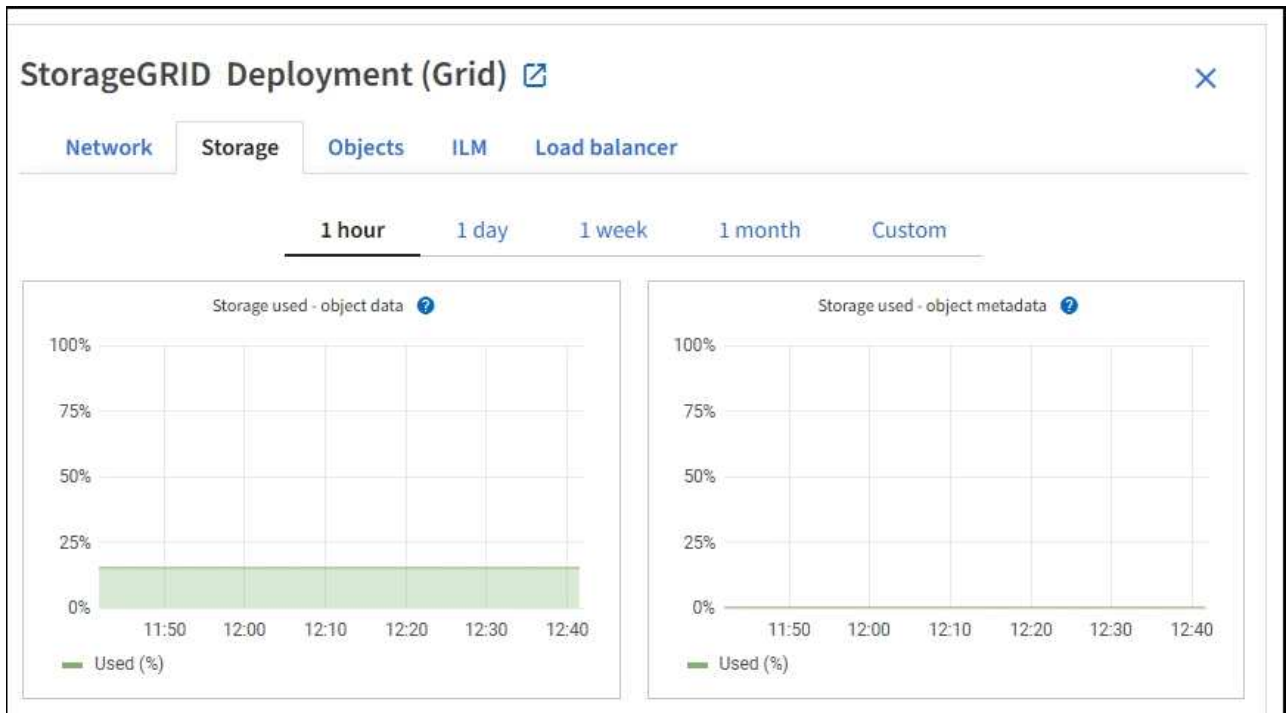 StorageGRID Deployment (Grid)
Network Storage Objects ILM Load balancer
1 hour 1 day 1 week 1 month Custom
Storage used - object data ?
100%
75%
50%
25%
0%
11:50 12:00 12:10 12:20 12:30 12:40
Used (%)
Storage used - object metadata ?
100%
75%
50%
25%
0%
11:50 12:00 12:10 12:20 12:30 12:40
Used (%)